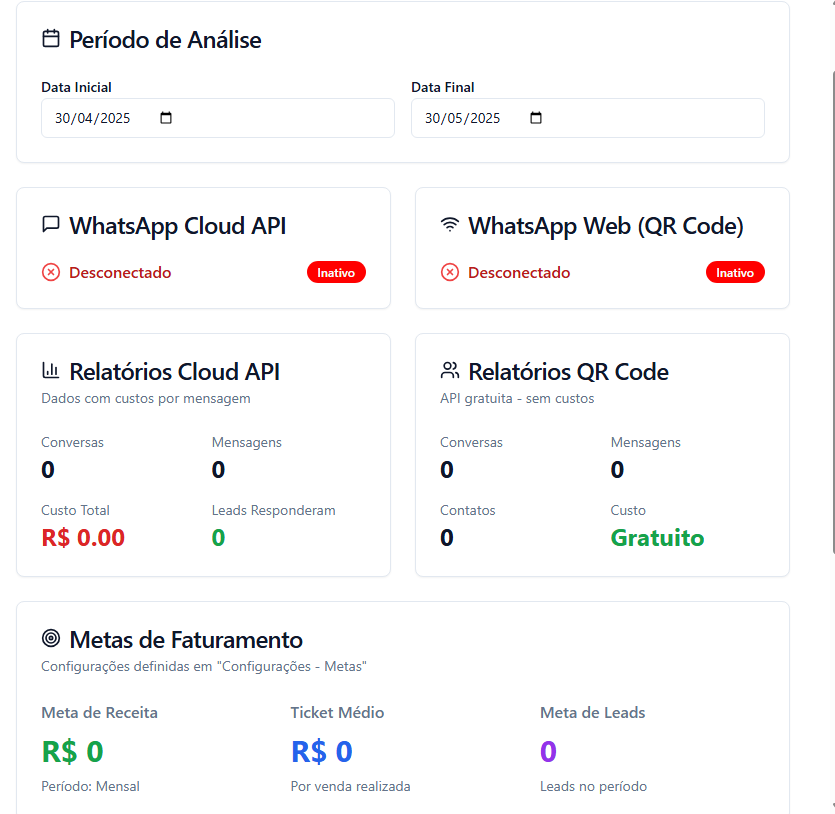 Período de Análise
Data Inicial
Data Final
30/04/2025
30/05/2025
WhatsApp Cloud API
Desconectado
Inativo
WhatsApp Web (QR Code)
Desconectado
Inativo
Relatórios Cloud API
Dados com custos por mensagem
Conversas
Mensagens
0
0
Custo Total
Leads Responderam
R$ 0.00
0
Relatórios QR Code
API gratuita - sem custos
Conversas
Mensagens
0
0
Contatos
Custo
0
Gratuito
Metas de Faturamento
Configurações definidas em "Configurações - Metas"
Meta de Receita
Ticket Médio
Meta de Leads
R$ 0
R$ 0
0
Período: Mensal
Por venda realizada
Leads no período